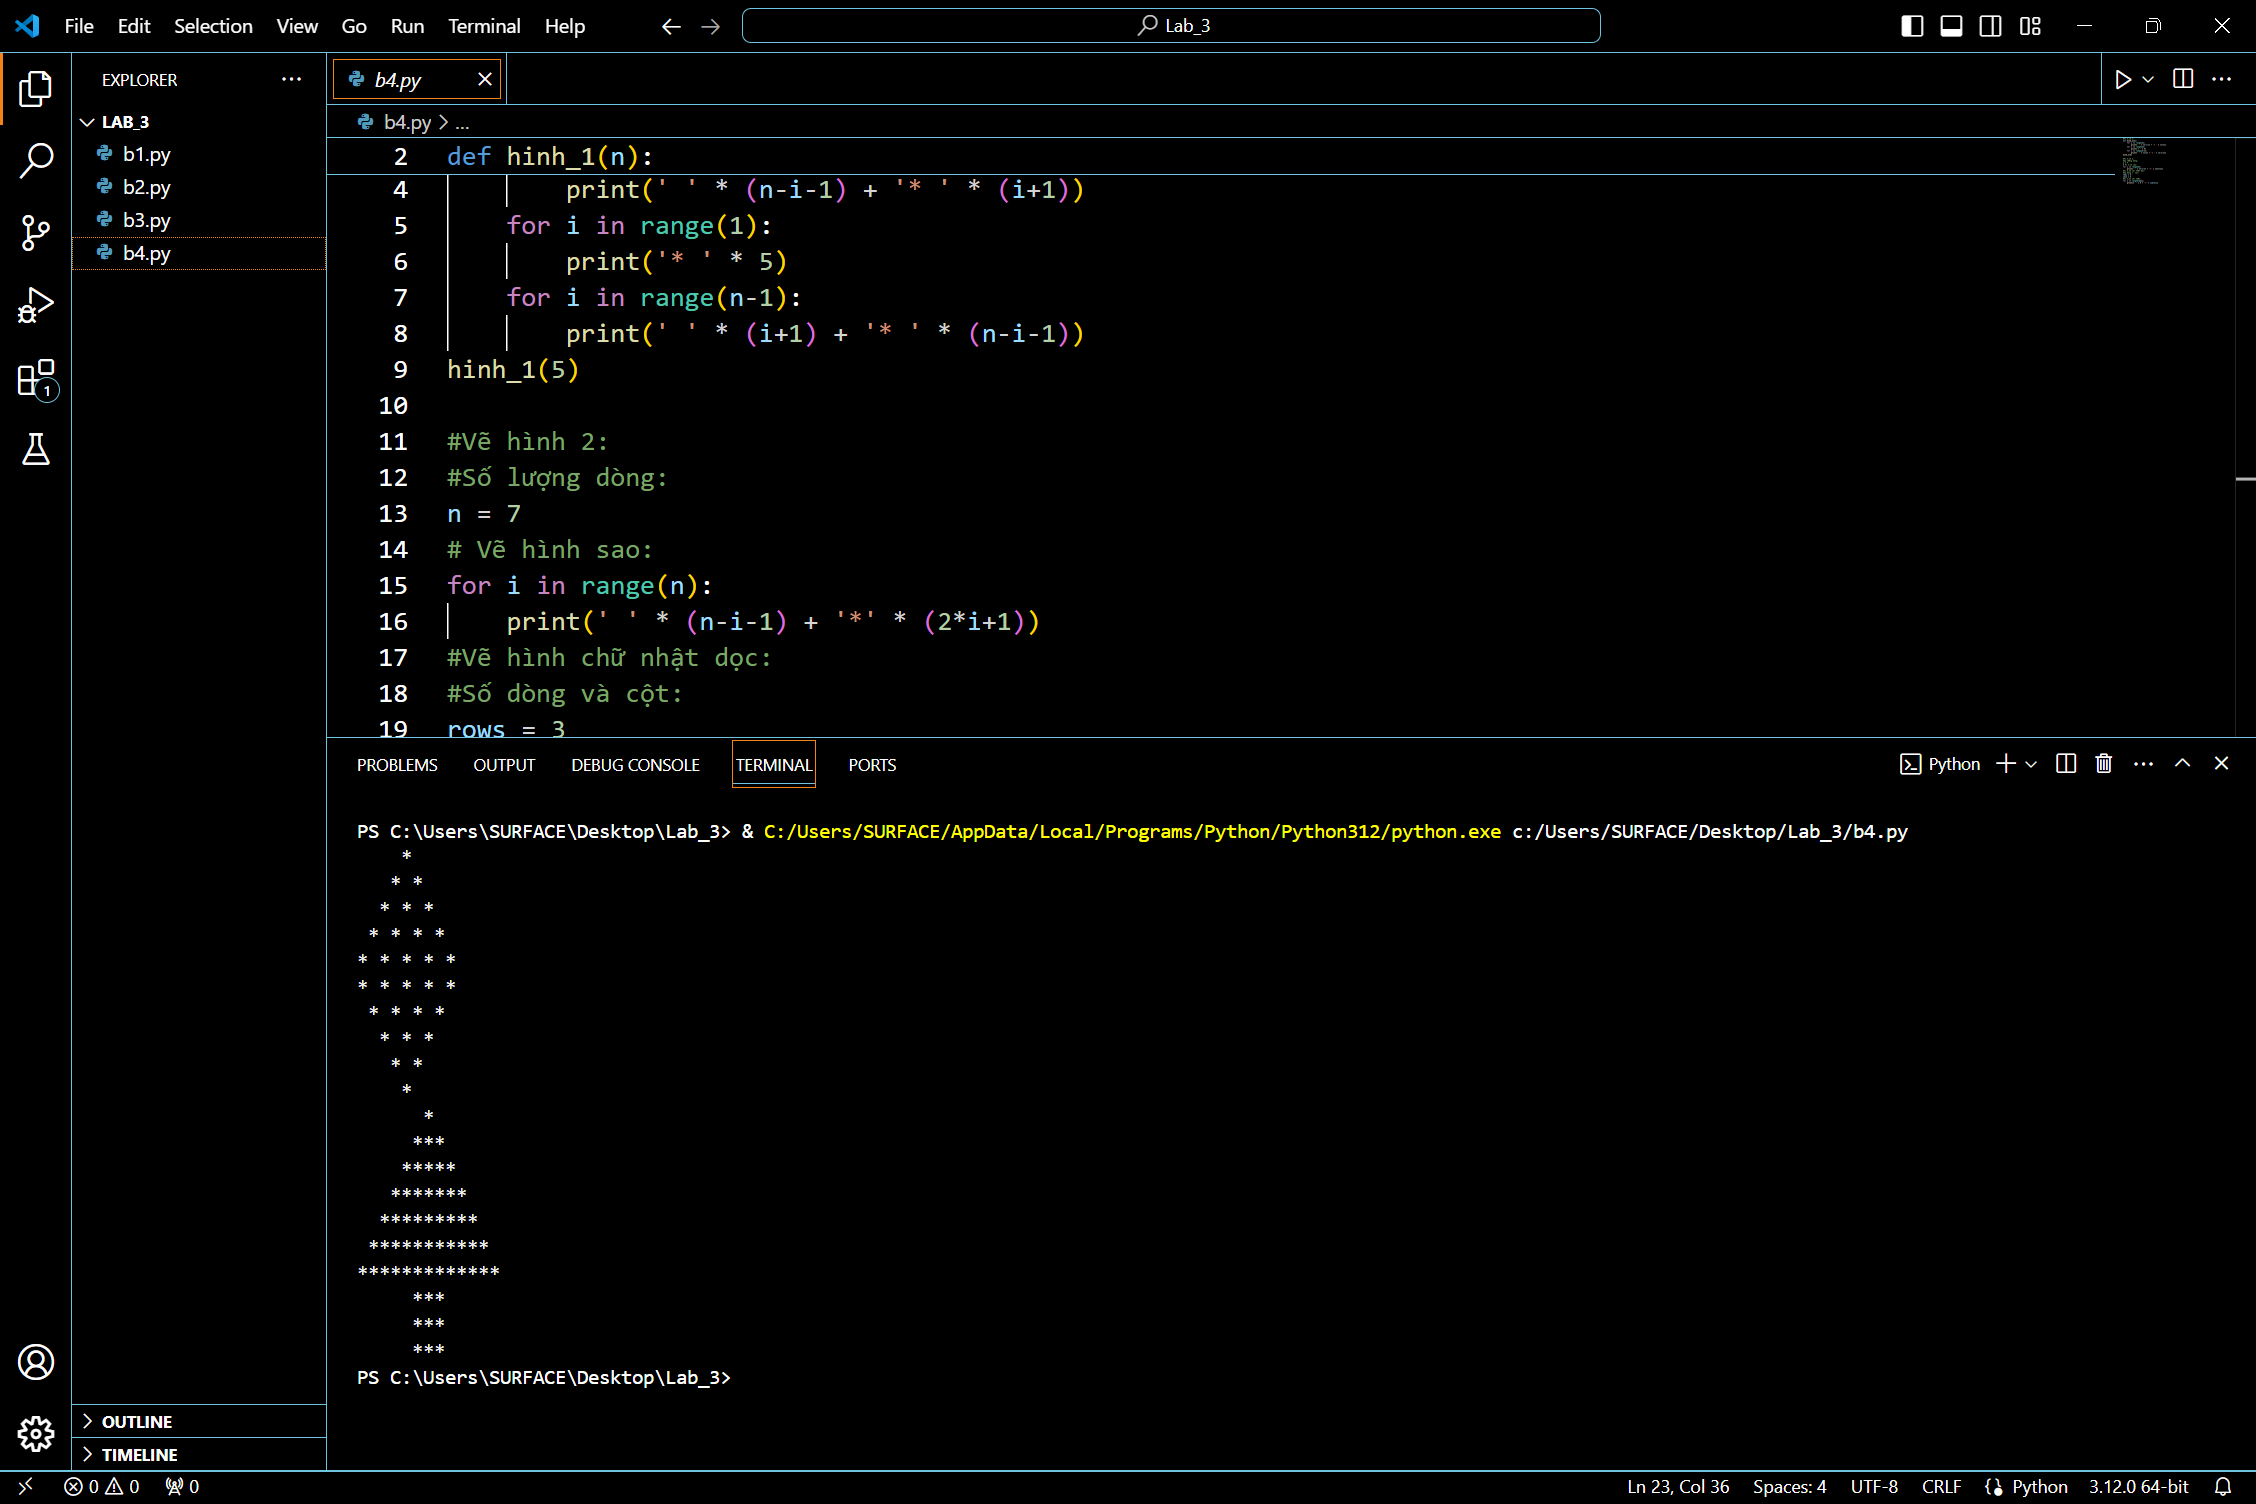 File Edit Selection View Go Run Terminal Help Lab_3
EXPLORER
LAB_3
b1.py
b2.py
b3.py
b4.py
OUTLINE
TIMELINE
1
b4.py
b4.py > ...
2 def hinh_1(n):
4 print(' ' * (n-i-1) + '* ' * (i+1))
5 for i in range(1):
6 print('* ' * 5)
7 for i in range(n-1):
8 print(' ' * (i+1) + '* ' * (n-i-1))
9 hinh_1(5)
10
11 #Vẽ hình 2:
12 #Số lượng dòng:
13 n = 7
14 # Vẽ hình sao:
15 for i in range(n):
16 print(' ' * (n-i-1) + '*' * (2*i+1))
17 #Vẽ hình chữ nhật dọc:
18 #Số dòng và cột:
19 rows = 3
PROBLEMS OUTPUT DEBUG CONSOLE TERMINAL PORTS Python
PS C:\Users\SURFACE\Desktop\Lab_3> & C:/Users/SURFACE/AppData/Local/Programs/Python/Python312/python.exe c:/Users/SURFACE/Desktop/Lab_3/b4.py
    *
   * *
  * * *
 * * * *
* * * * *
* * * * *
 * * * *
  * * *
   * *
    *
      *
     ***
    *****
   *******
  *********
 ***********
*************
     ***
     ***
     ***
PS C:\Users\SURFACE\Desktop\Lab_3>
0 0 0 Ln 23, Col 36 Spaces: 4 UTF-8 CRLF Python 3.12.0 64-bit